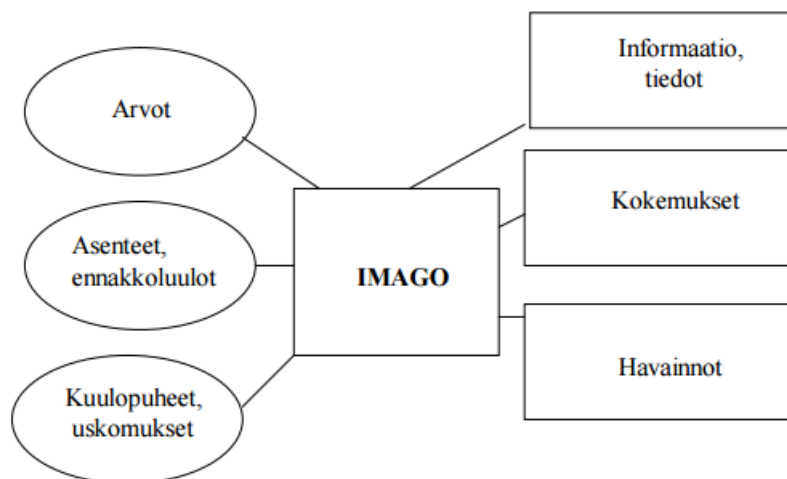 Arvot
Asenteet,
ennakkoluulot
Kuulopuheet,
uskomukset
IMAGO
Informaatio,
tiedot
Kokemukset
Havainnot